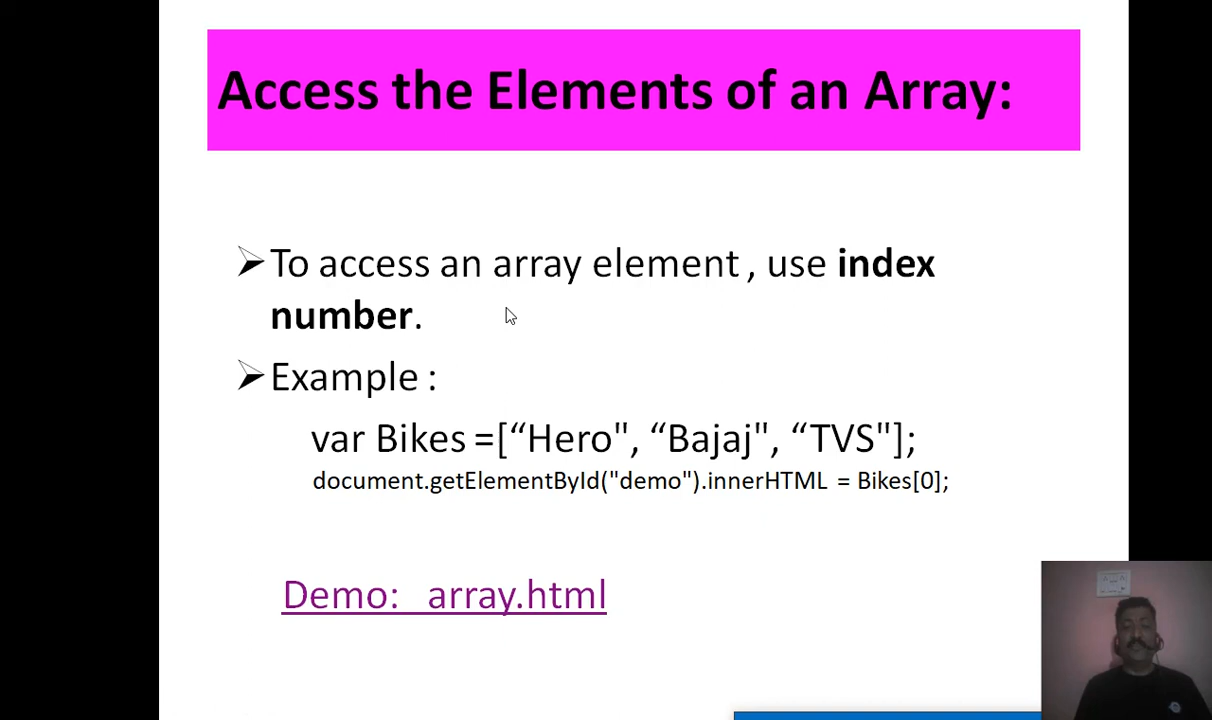 Access the Elements of an Array:
➢To access an array element , use index
number.
➢Example :
var Bikes =[“Hero", “Bajaj", “TVS"];
document.getElementById("demo").innerHTML = Bikes[0];
Demo: array.html